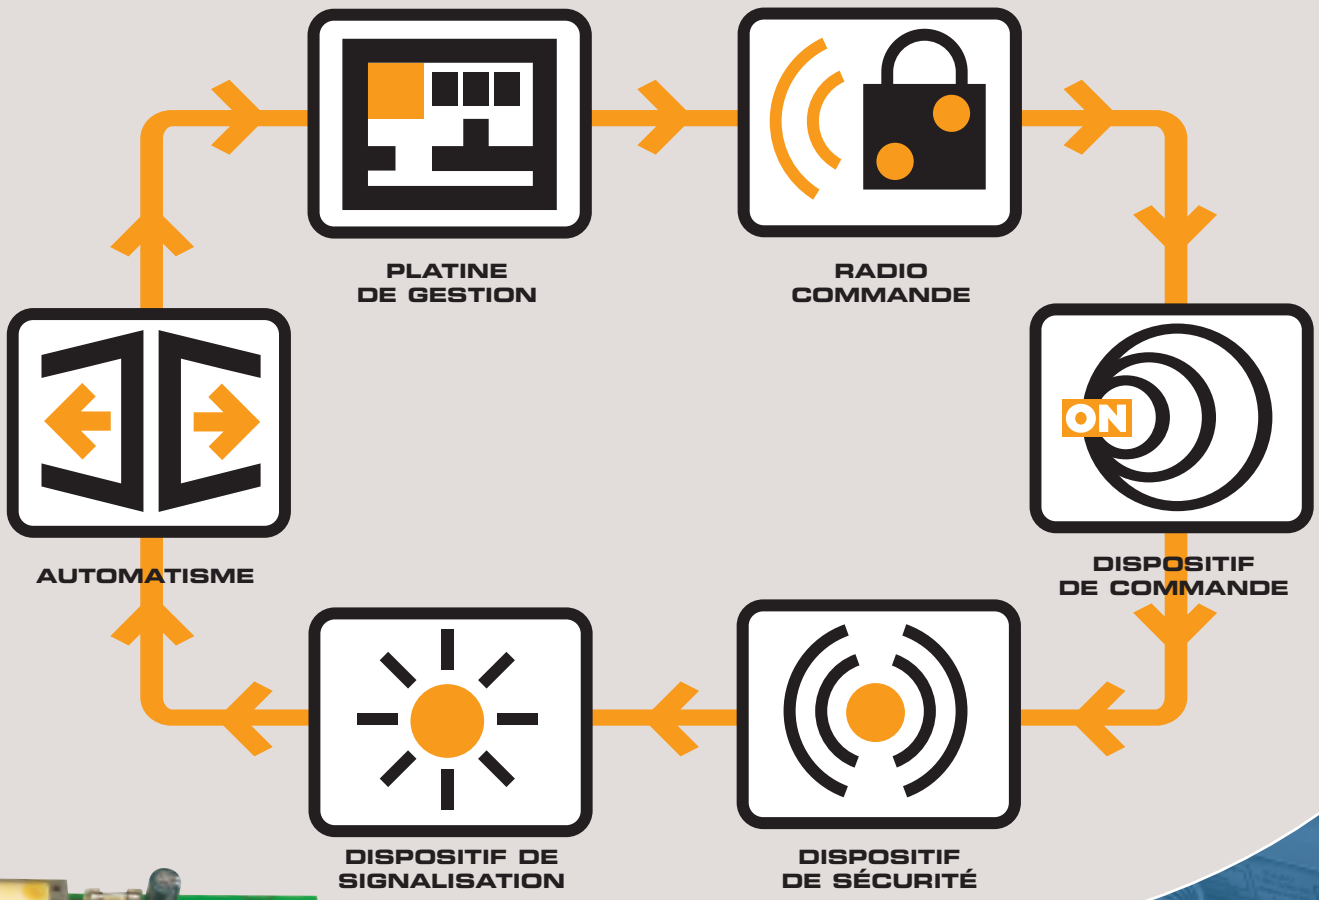 PLATINE
DE GESTION
RADIO
COMMANDE
AUTOMATISME
ON
DISPOSITIF
DE COMMANDE
DISPOSITIF DE
SIGNALISATION
DISPOSITIF
DE SÉCURITÉ